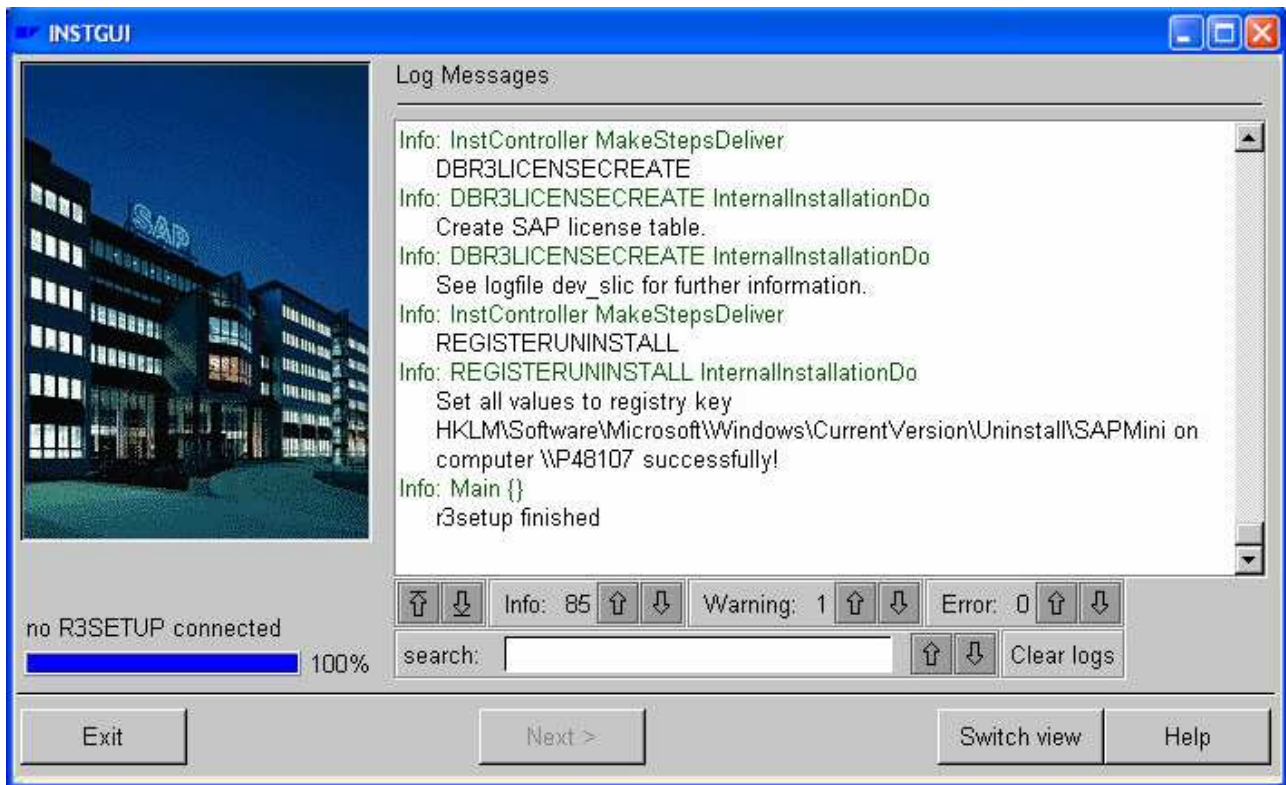 INSTGUI
SAP
Log Messages
Info: InstController MakeStepsDeliver
DBR3LICENSECREATE
Info: DBR3LICENSECREATE InternalInstallationDo
Create SAP license table.
Info: DBR3LICENSECREATE InternalInstallationDo
See logfile dev_slic for further information.
Info: InstController MakeStepsDeliver
REGISTERUNINSTALL
Info: REGISTERUNINSTALL InternalInstallationDo
Set all values to registry key
HKLM\Software\Microsoft\Windows\CurrentVersion\Uninstall\SAPMini on
computer \\P48107 successfully!
Info: Main {}
r3setup finished
Info: 85 Warning: 1 Error: 0
no R3SETUP connected
100%
search: Clear logs
Exit Next > Switch view Help